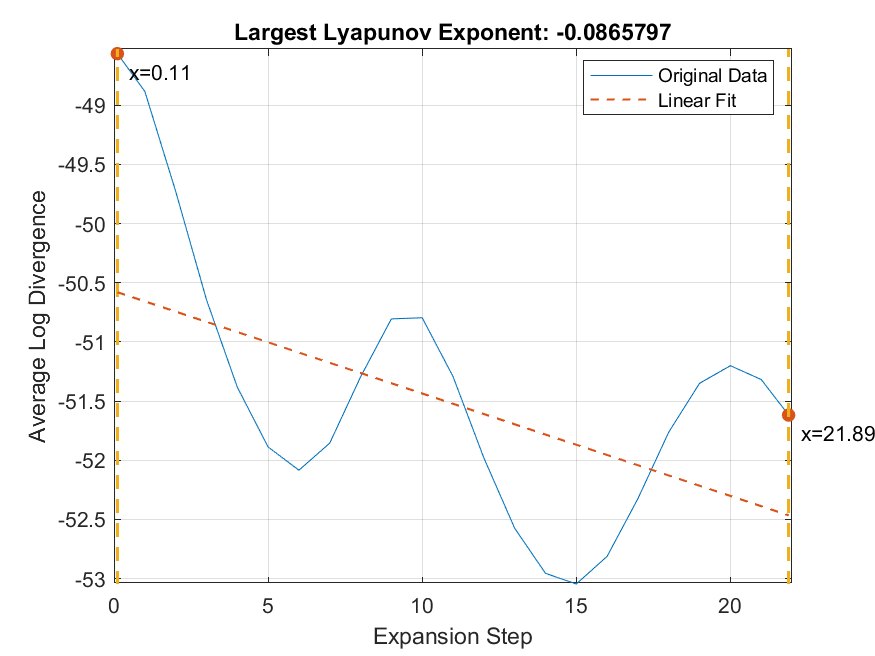 Largest Lyapunov Exponent: -0.0865797
x=0.11
Original Data
Linear Fit
-49
-49.5
-50
-50.5
-51
-51.5
-52
-52.5
-53
Average Log Divergence
x=21.89
0
5
10
15
20
Expansion Step